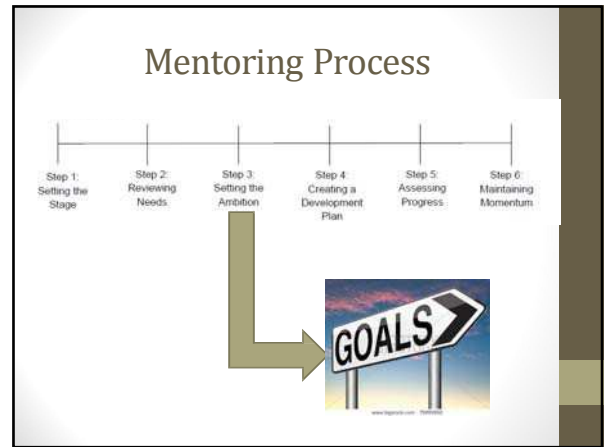 Mentoring Process
Step 1:
Setting the
Stage
Step 2:
Reviewing
Needs
Step 3:
Setting the
Ambition
Step 4:
Creating a
Development
Plan
Step 5:
Assessing
Progress
Step 6:
Maintaining
Momentum
GOALS